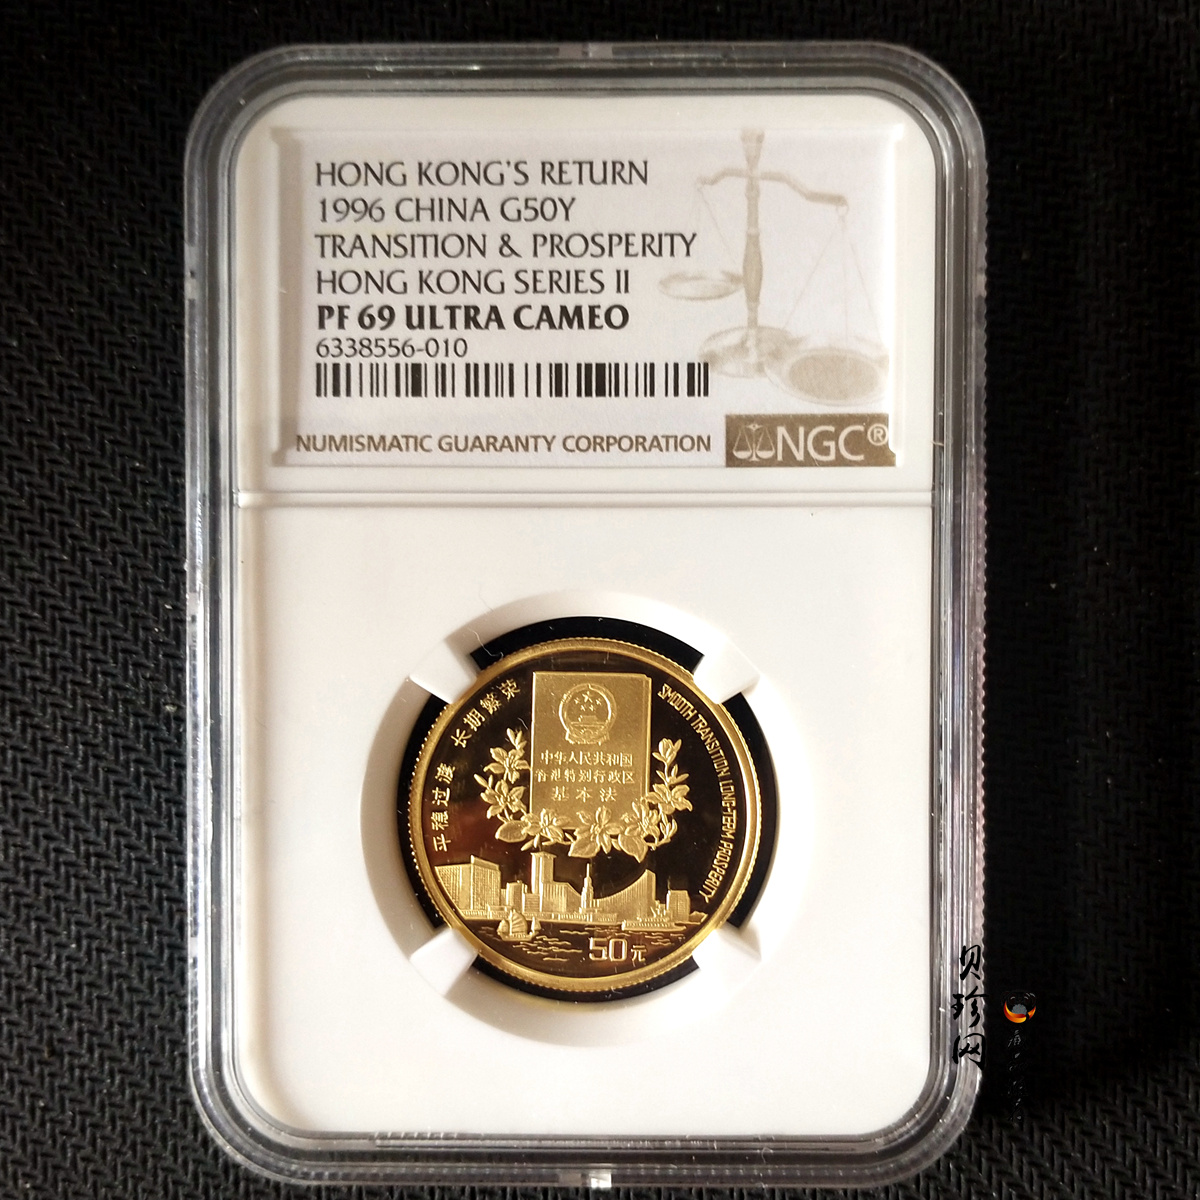 HONG KONG'S RETURN
1996 CHINA G50Y
TRANSITION & PROSPERITY
HONG KONG SERIES II
PF 69 ULTRA CAMEO
6338556-010
NUMISMATIC GUARANTY CORPORATION
NGC®
平稳过渡 长期繁荣
SMOOTH TRANSITION LONG-TERM PROSPERITY
中华人民共和国
香港特别行政区
基本法
50元
贝珍网